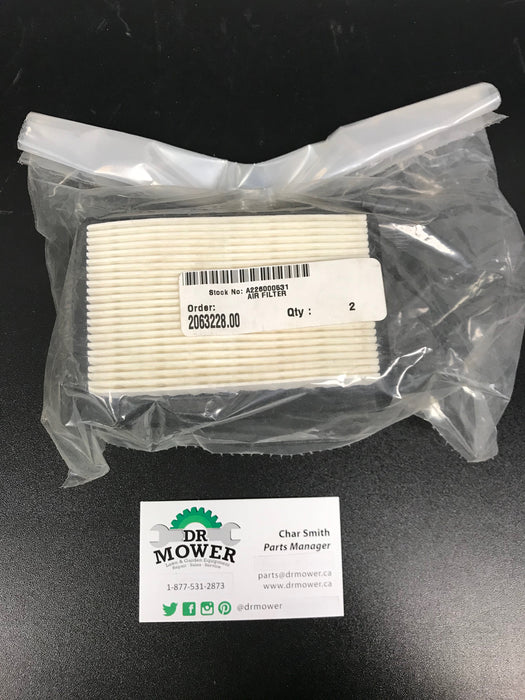 Stock No: A226000631
AIR FILTER
Order:
2063228.00
Qty : 2
DR
MOWER
Lawn & Garden Equipment
Repair · Sales · Service
1-877-531-2873
@drmower
Char Smith
Parts Manager
parts@drmower.ca
www.drmower.ca